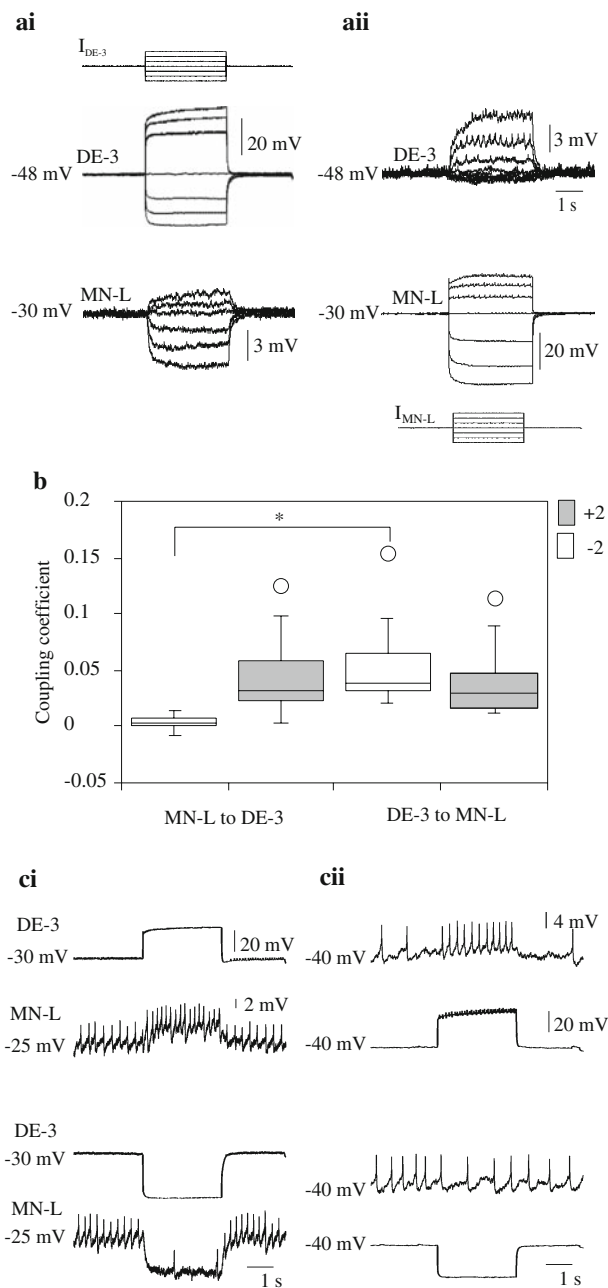 ai
I DE-3
20 mV
DE-3
-48 mV
MN-L
-30 mV
3 mV
aii
3 mV
DE-3
-48 mV
1 s
MN-L
-30 mV
20 mV
I MN-L
b
0.2
0.15
0.1
0.05
0
-0.05
Coupling coefficient
*
+2
-2
MN-L to DE-3
DE-3 to MN-L
ci
DE-3
20 mV
-30 mV
MN-L
2 mV
-25 mV
DE-3
-30 mV
MN-L
-25 mV
1 s
cii
4 mV
-40 mV
20 mV
-40 mV
-40 mV
-40 mV
1 s